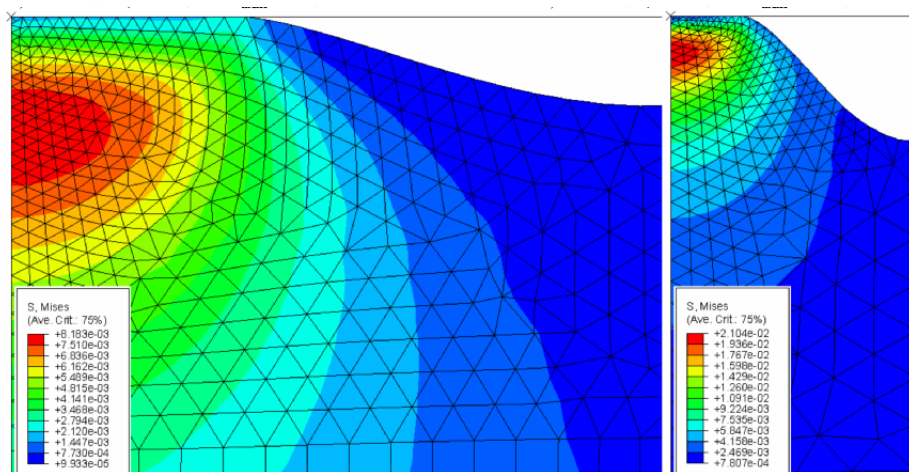 S, Mises
(Ave. Crit.: 75%)
+8.183e-03
+7.510e-03
+6.836e-03
+6.162e-03
+5.489e-03
+4.815e-03
+4.141e-03
+3.468e-03
+2.794e-03
+2.120e-03
+1.447e-03
+7.730e-04
+9.933e-05
S, Mises
(Ave. Crit.: 75%)
+2.104e-02
+1.936e-02
+1.767e-02
+1.598e-02
+1.429e-02
+1.260e-02
+1.091e-02
+9.224e-03
+7.535e-03
+5.847e-03
+4.158e-03
+2.469e-03
+7.807e-04